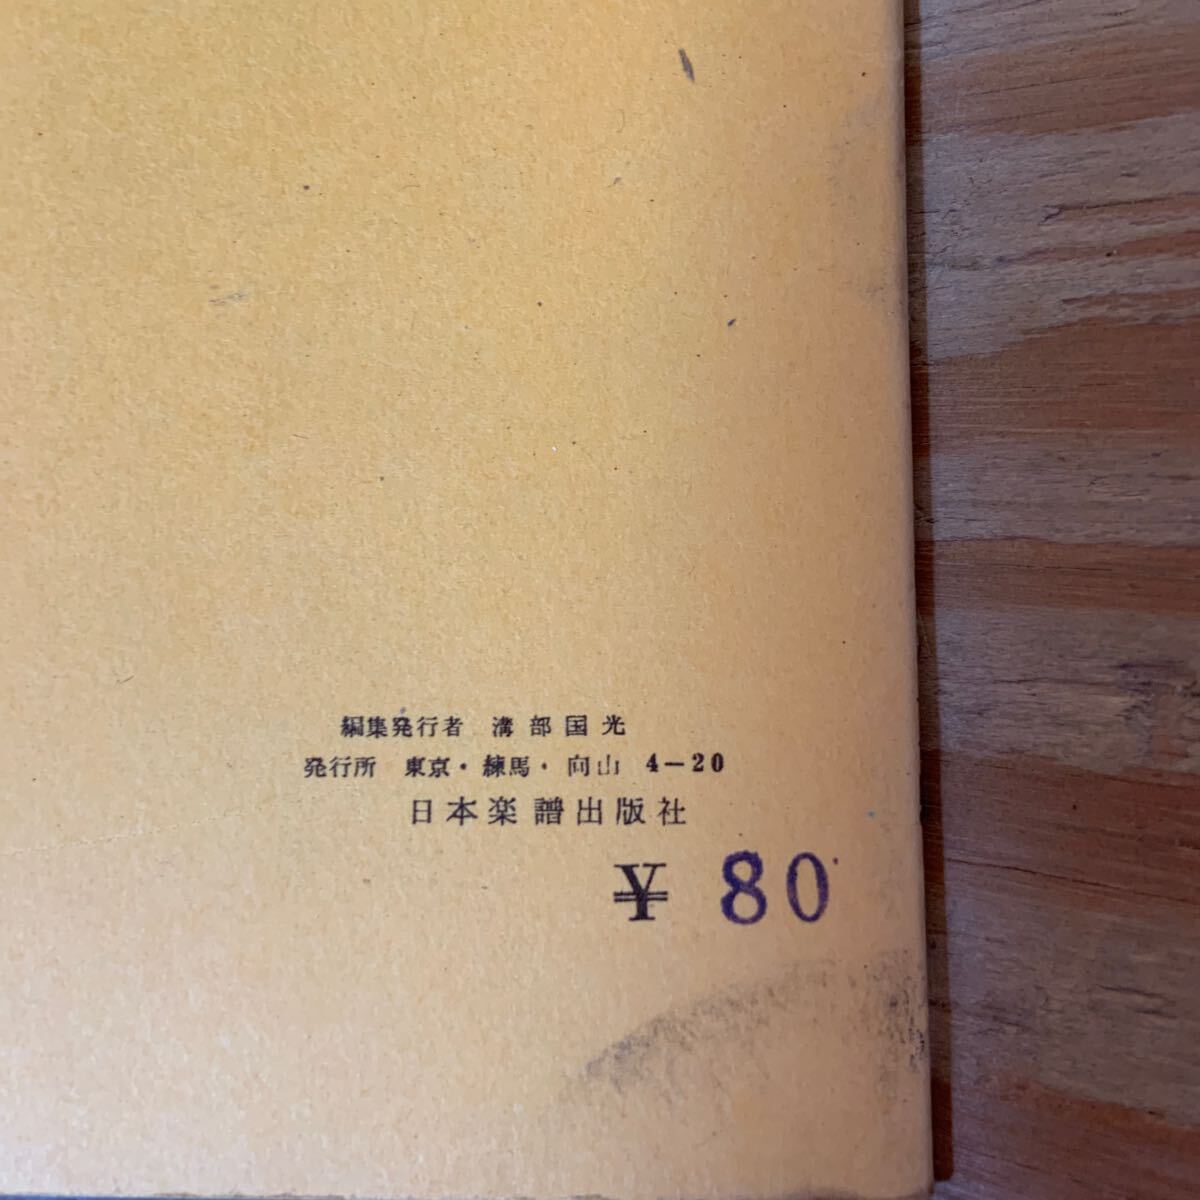 編集発行者 溝部国光
発行所 東京・練馬・向山 4−20
日本楽譜出版社
¥ 80